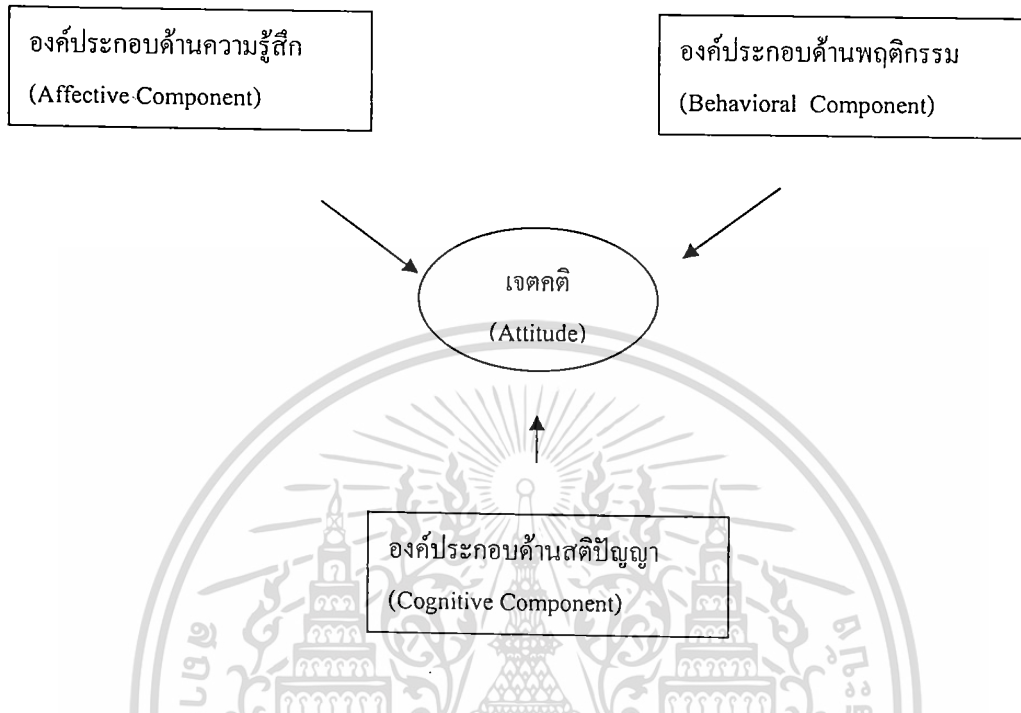 องค์ประกอบด้านความรู้สึก
(Affective Component)
องค์ประกอบด้านพฤติกรรม
(Behavioral Component)
เจตคติ
(Attitude)
องค์ประกอบด้านสติปัญญา
(Cognitive Component)